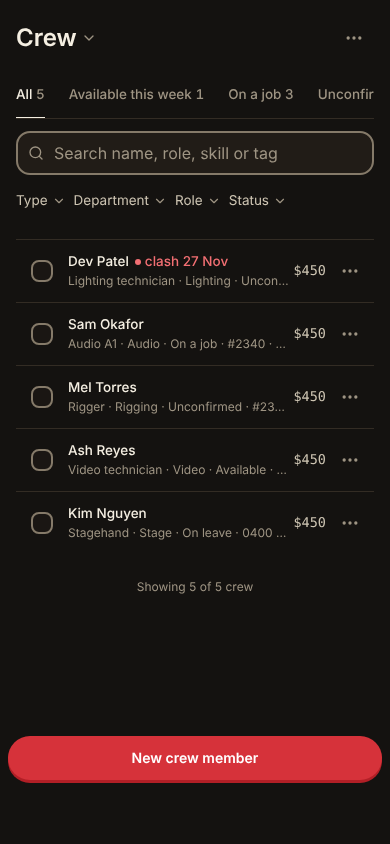 Crew
All 5 Available this week 1 On a job 3 Unconfir
Search name, role, skill or tag
Type Department Role Status
Dev Patel • clash 27 Nov
Lighting technician · Lighting · Uncon... $450
Sam Okafor
Audio A1 · Audio · On a job · #2340 · ... $450
Mel Torres
Rigger · Rigging · Unconfirmed · #23... $450
Ash Reyes
Video technician · Video · Available · ... $450
Kim Nguyen
Stagehand · Stage · On leave · 0400 ... $450
Showing 5 of 5 crew
New crew member